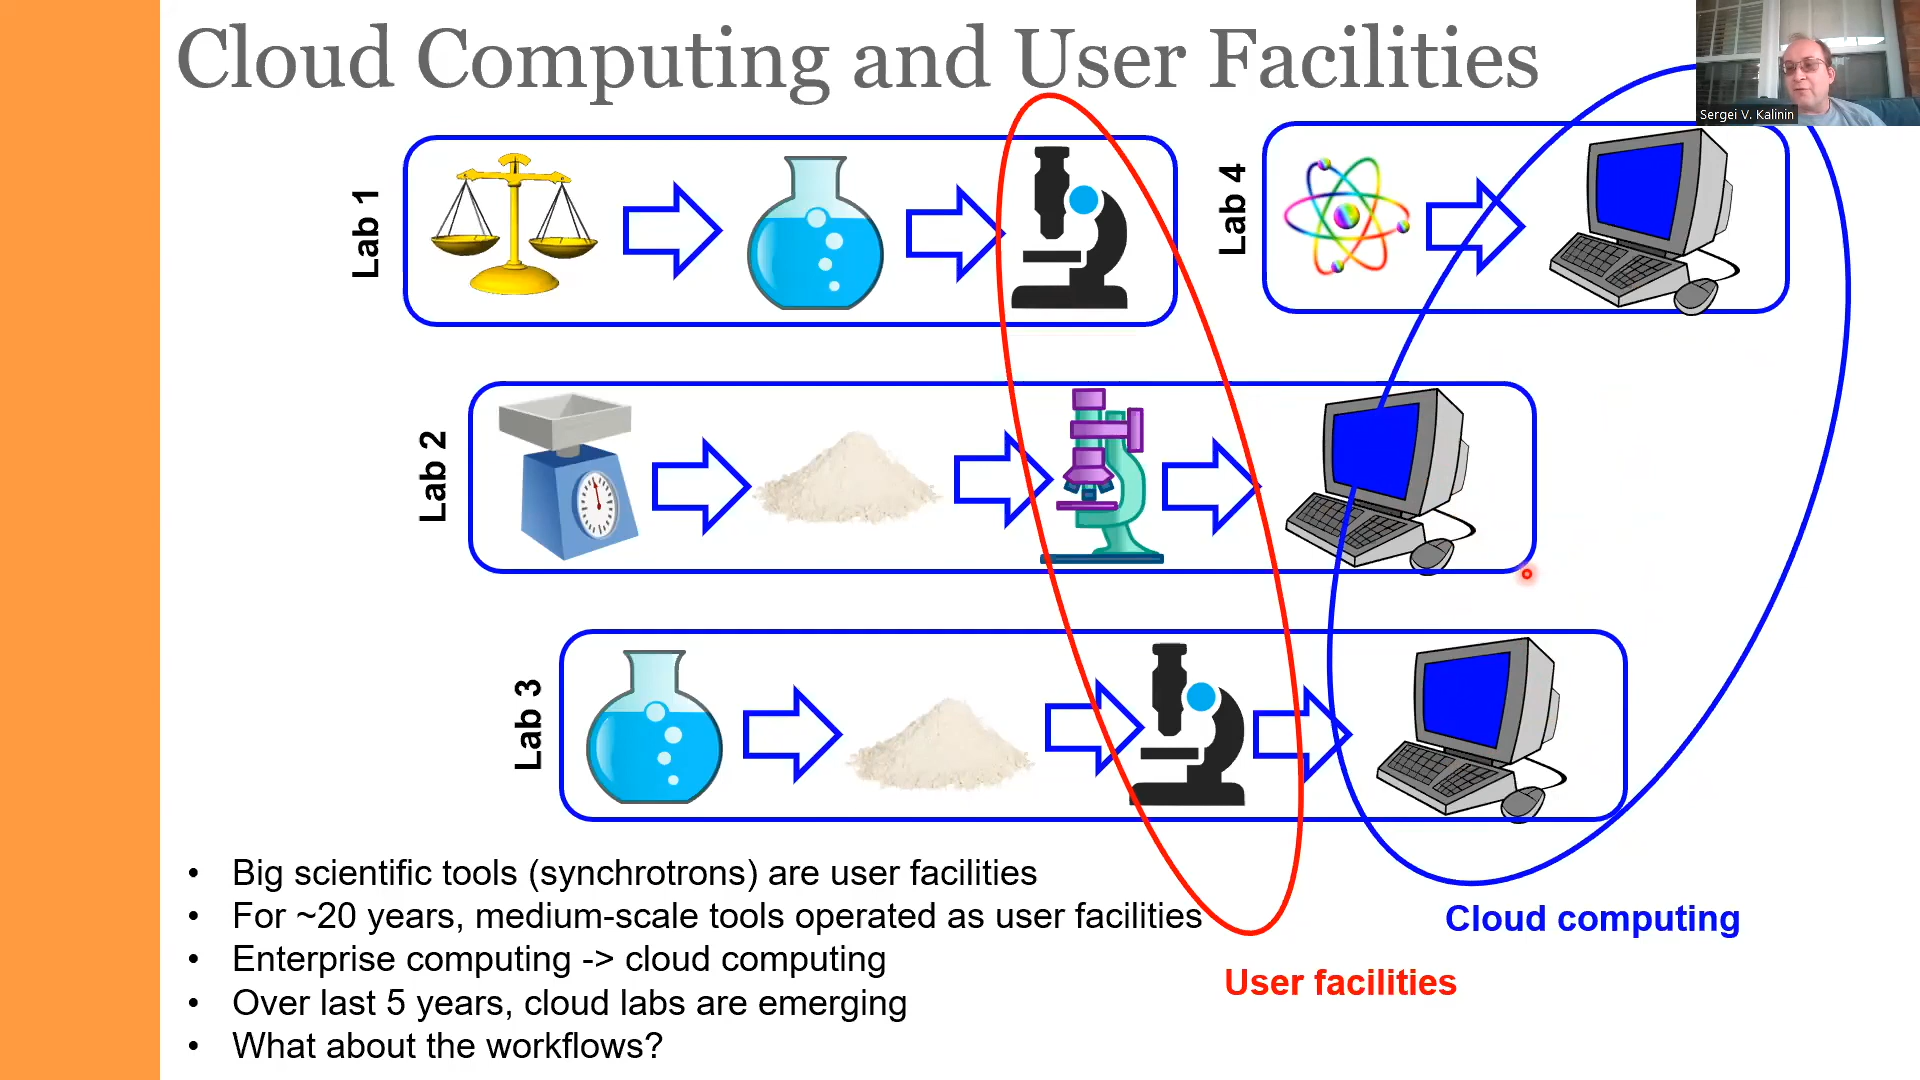 Cloud Computing and User Facilities
Sergei V. Kalinin
Lab 1
Lab 4
Lab 2
Lab 3
• Big scientific tools (synchrotrons) are user facilities
• For ~20 years, medium-scale tools operated as user facilities
• Enterprise computing -> cloud computing
• Over last 5 years, cloud labs are emerging
• What about the workflows?
Cloud computing
User facilities